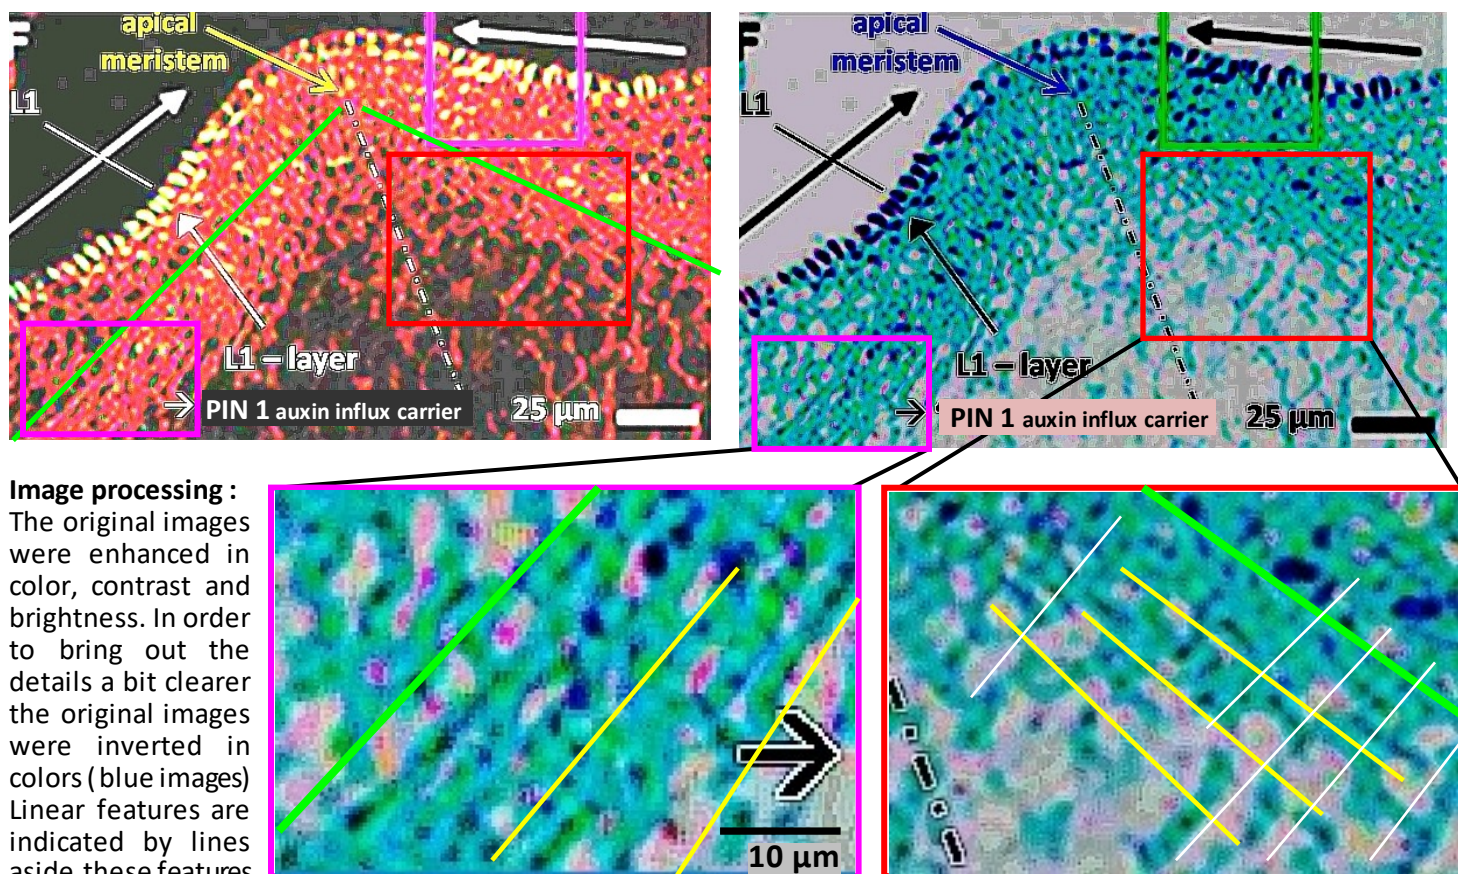 F
apical
meristem
L1
L1 – layer
PIN 1 auxin influx carrier
25 µm
F
apical
meristem
L1
L1 – layer
PIN 1 auxin influx carrier
25 µm
Image processing :
The original images
were enhanced in
color, contrast and
brightness. In order
to bring out the
details a bit clearer
the original images
were inverted in
colors ( blue images)
Linear features are
indicated by lines
aside these features
10 µm